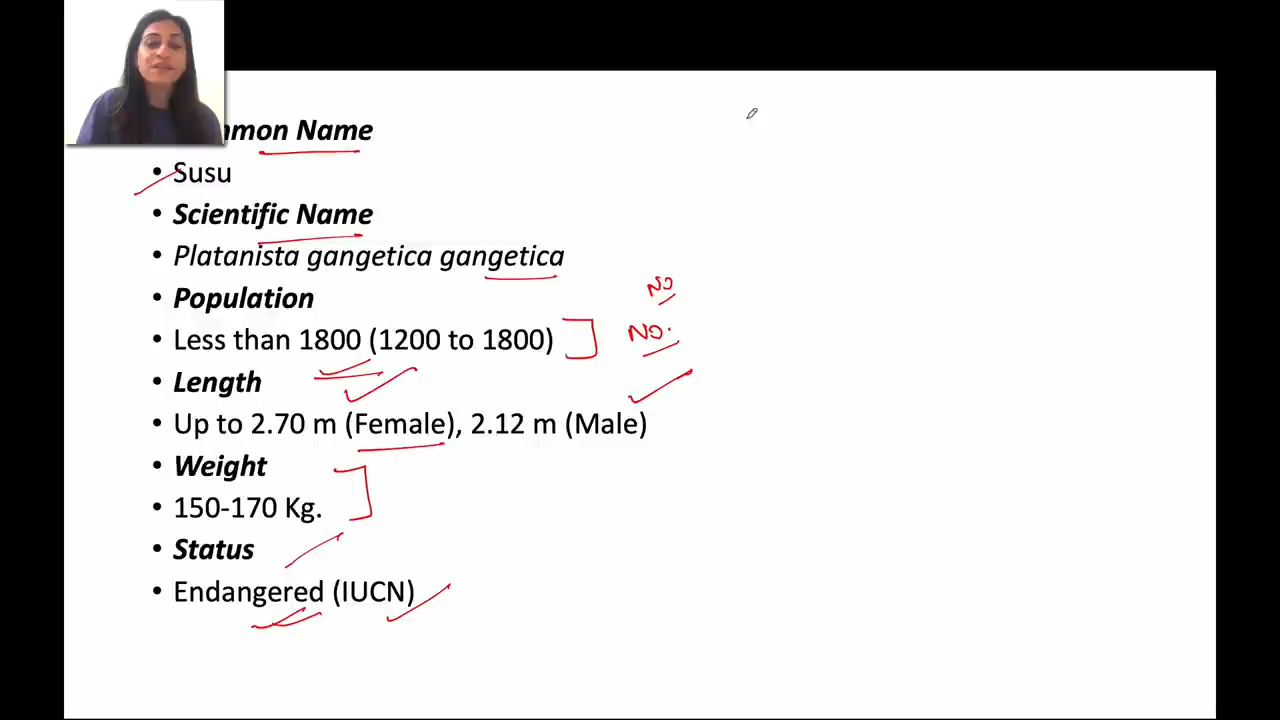 mmon Name
• Susu
• Scientific Name
• Platanista gangetica gangetica
• Population
• Less than 1800 (1200 to 1800)
NO
NO.
• Length
• Up to 2.70 m (Female), 2.12 m (Male)
• Weight
• 150-170 Kg.
• Status
• Endangered (IUCN)